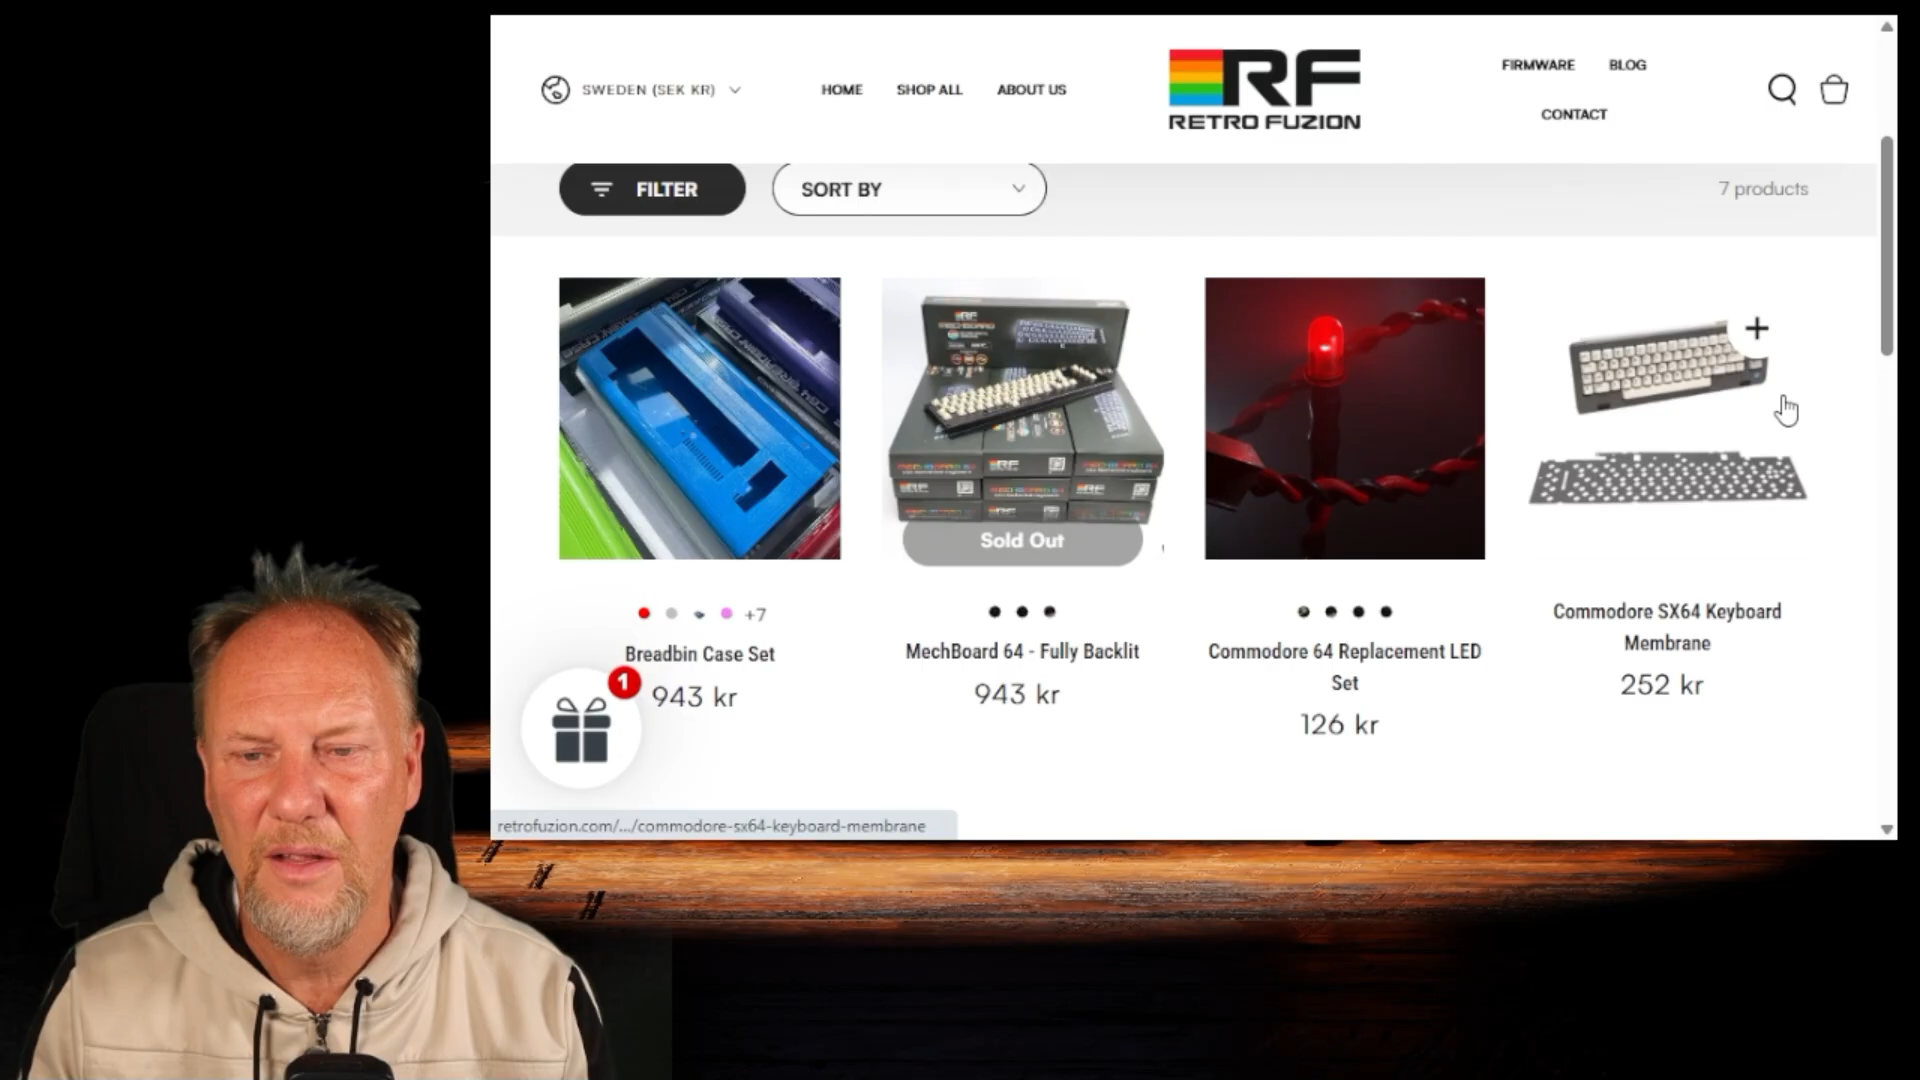 SWEDEN (SEK KR)
HOME
SHOP ALL
ABOUT US
RF
RETRO FUZION
FIRMWARE
BLOG
CONTACT
FILTER
SORT BY
7 products
Sold Out
+7
Breadbin Case Set
943 kr
MechBoard 64 - Fully Backlit
943 kr
Commodore 64 Replacement LED
Set
126 kr
Commodore SX64 Keyboard
Membrane
252 kr
1
retrofuzion.com/.../commodore-sx64-keyboard-membrane